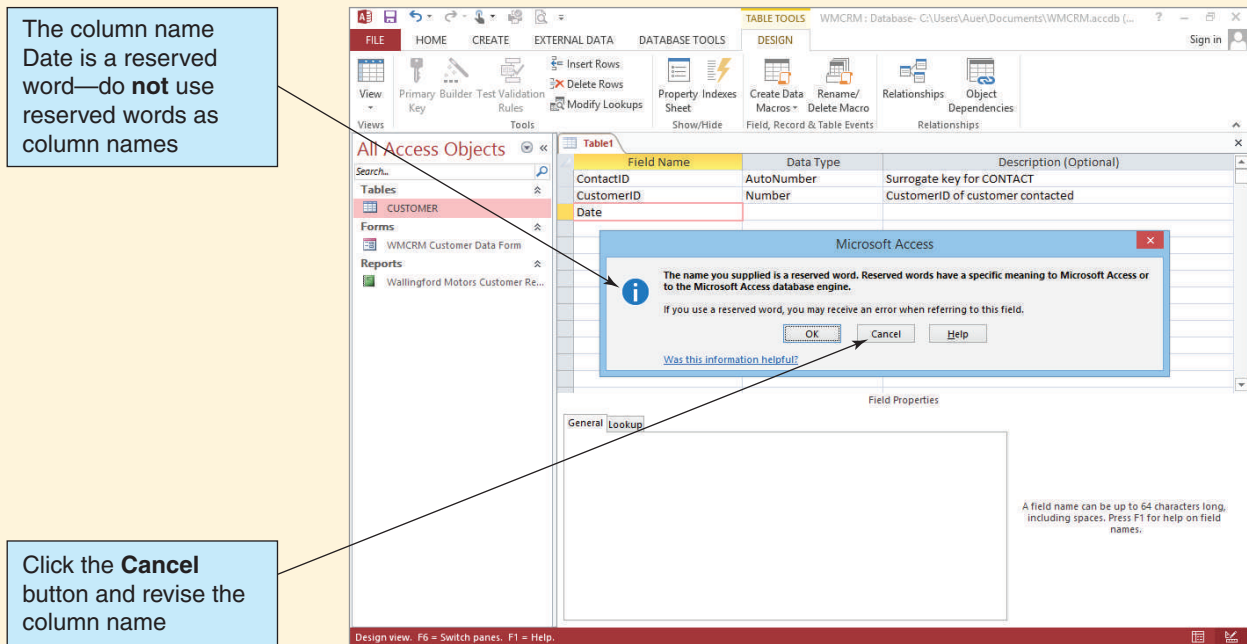 The column name
Date is a reserved
word—do not use
reserved words as
column names
Click the Cancel
button and revise the
column name
TABLE TOOLS
WMCRM : Database- C:\Users\Auer\Documents\WMCRM.accdb (...
?
FILE
HOME
CREATE
EXTERNAL DATA
DATABASE TOOLS
DESIGN
Sign in
View
Primary Key
Builder
Test Validation Rules
Insert Rows
Delete Rows
Modify Lookups
Property Sheet
Indexes
Create Data Macros
Rename/ Delete Macro
Relationships
Object Dependencies
Views
Tools
Show/Hide
Field, Record & Table Events
Relationships
All Access Objects
Search...
Tables
CUSTOMER
Forms
WMCRM Customer Data Form
Reports
Wallingford Motors Customer Re...
Table1
Field Name Data Type Description (Optional)
ContactID AutoNumber Surrogate key for CONTACT
CustomerID Number CustomerID of customer contacted
Date
Microsoft Access
The name you supplied is a reserved word. Reserved words have a specific meaning to Microsoft Access or
to the Microsoft Access database engine.
If you use a reserved word, you may receive an error when referring to this field.
OK
Cancel
Help
Was this information helpful?
Field Properties
General
Lookup
A field name can be up to 64 characters long,
including spaces. Press F1 for help on field
names.
Design view. F6 = Switch panes. F1 = Help.